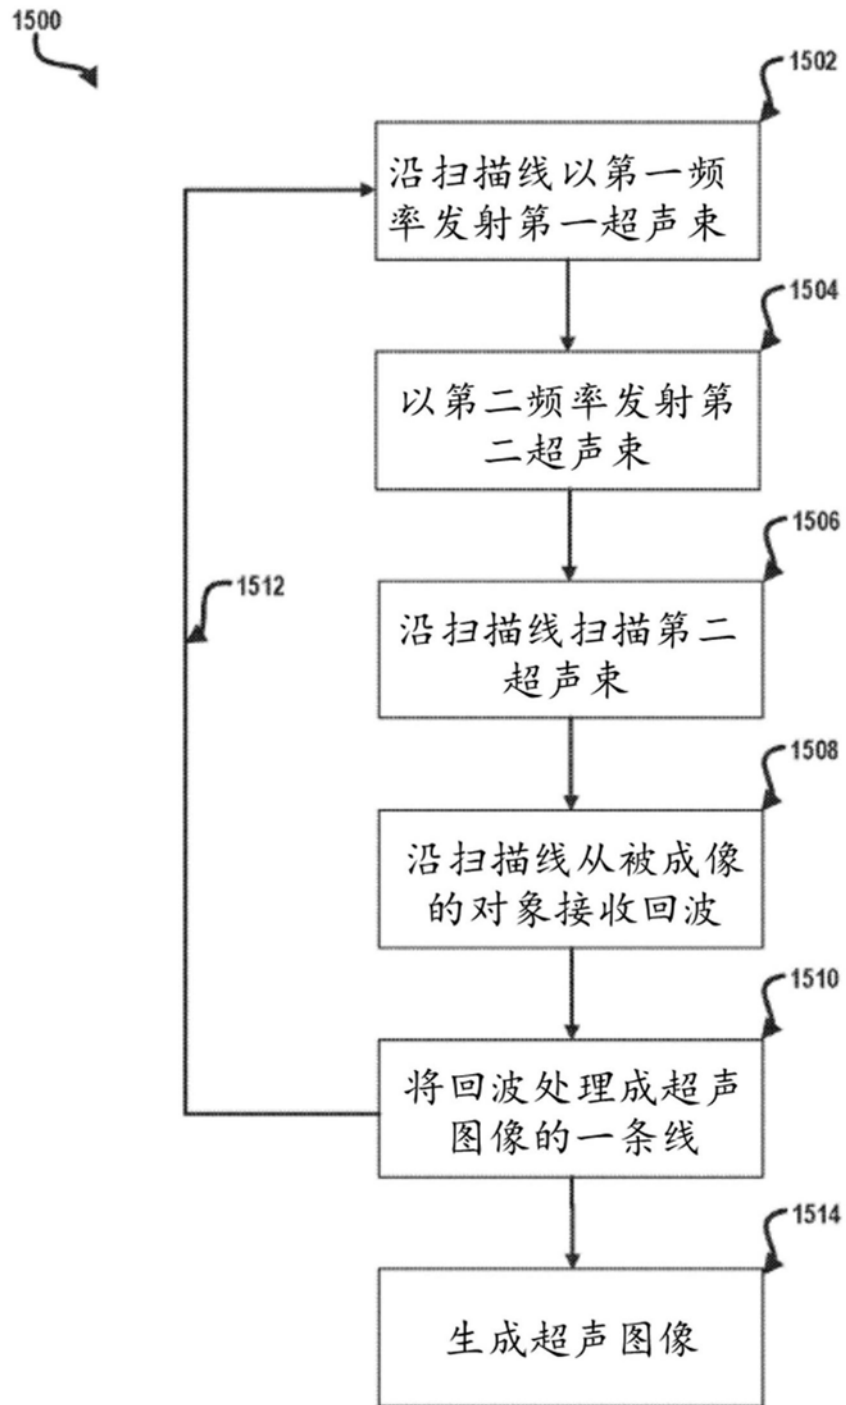 1500
1502
沿扫描线以第一频
率发射第一超声束
1504
以第二频率发射第
二超声束
1506
沿扫描线扫描第二
超声束
1512
1508
沿扫描线从被成像
的对象接收回波
1510
将回波处理成超声
图像的一条线
1514
生成超声图像